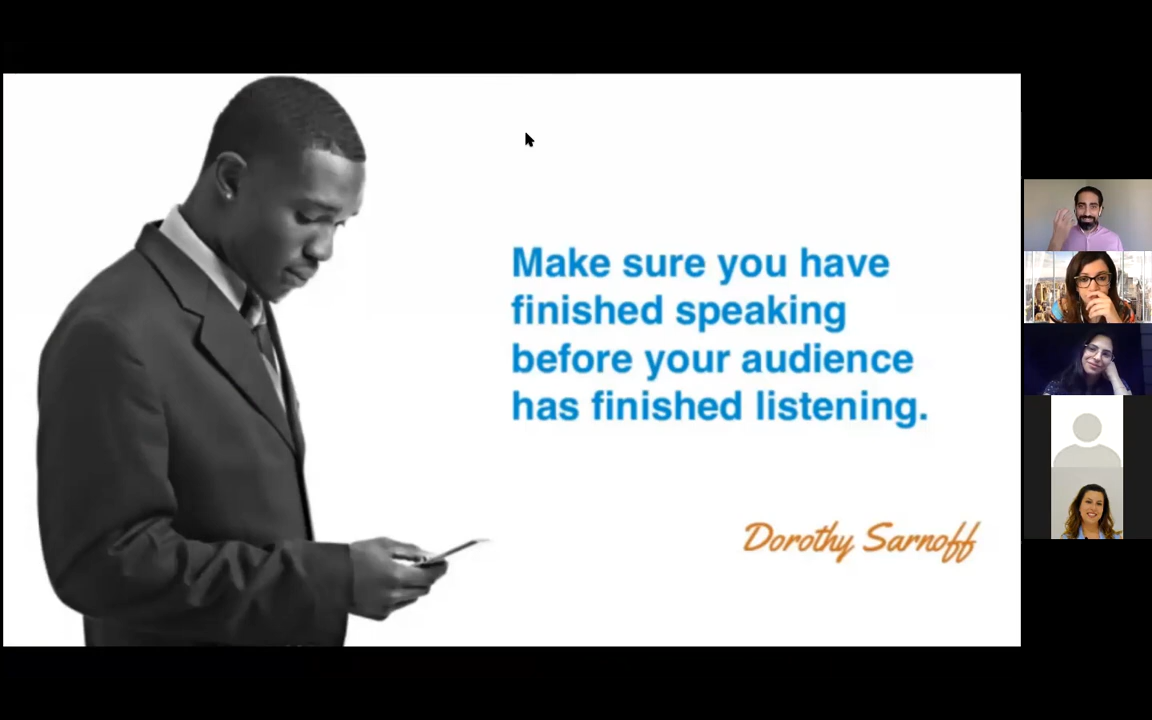 Make sure you have
finished speaking
before your audience
has finished listening.
Dorothy Sarnoff